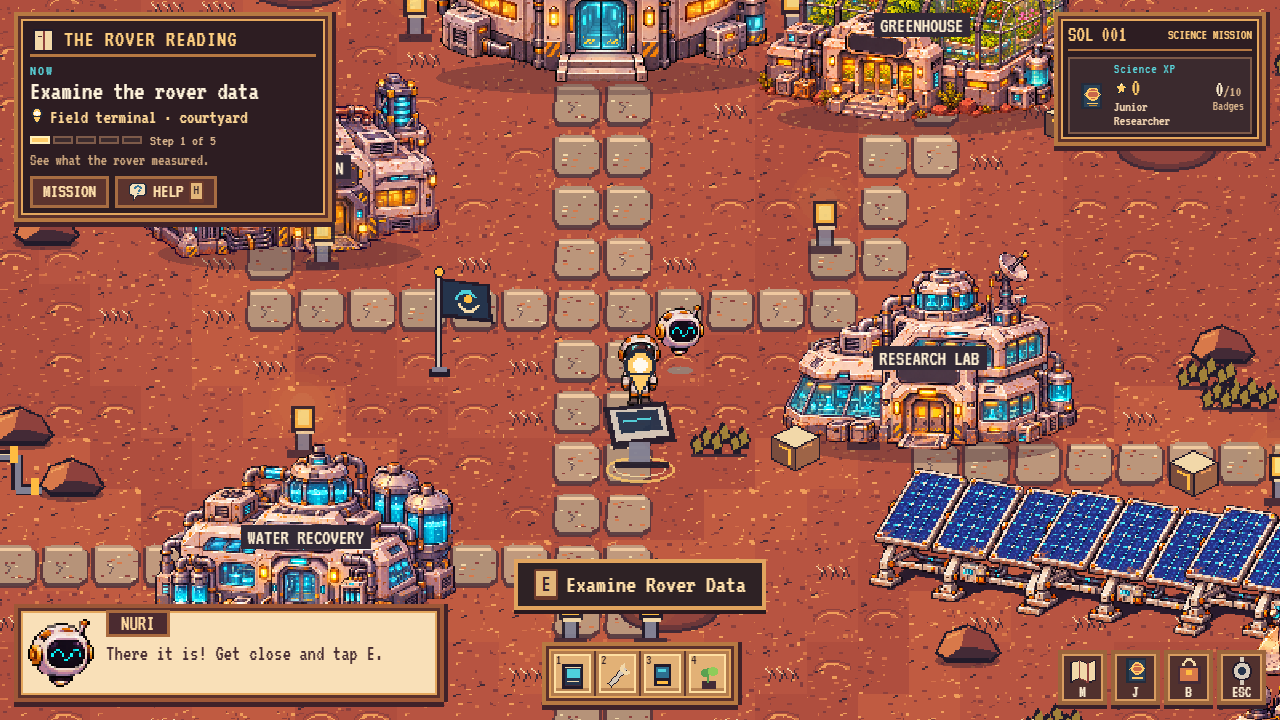 THE ROVER READING
NOW
Examine the rover data
Field terminal · courtyard
Step 1 of 5
See what the rover measured.
MISSION
? HELP H
N
GREENHOUSE
SOL 001 SCIENCE MISSION
Science XP
0
0/10
Junior
Researcher
Badges
RESEARCH LAB
WATER RECOVERY
E Examine Rover Data
NURI
There it is! Get close and tap E.
1 2 3 4
M J B ESC